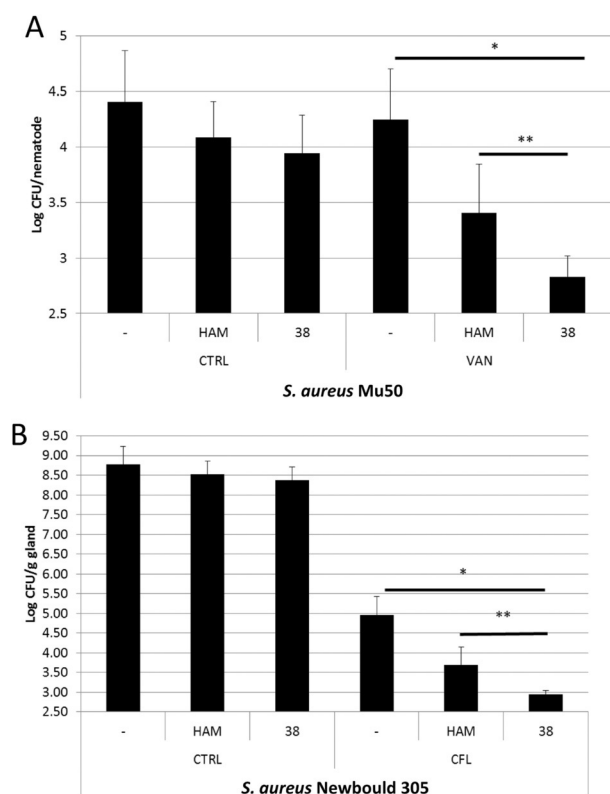 A
5
4.5
4
3.5
3
2.5
Log CFU/nematode
*
**
- HAM 38 - HAM 38
CTRL VAN
S. aureus Mu50
B
9.50
9.00
8.50
8.00
7.50
7.00
6.50
6.00
5.50
5.00
4.50
4.00
3.50
3.00
2.50
Log CFU/g gland
*
**
- HAM 38 - HAM 38
CTRL CFL
S. aureus Newbould 305